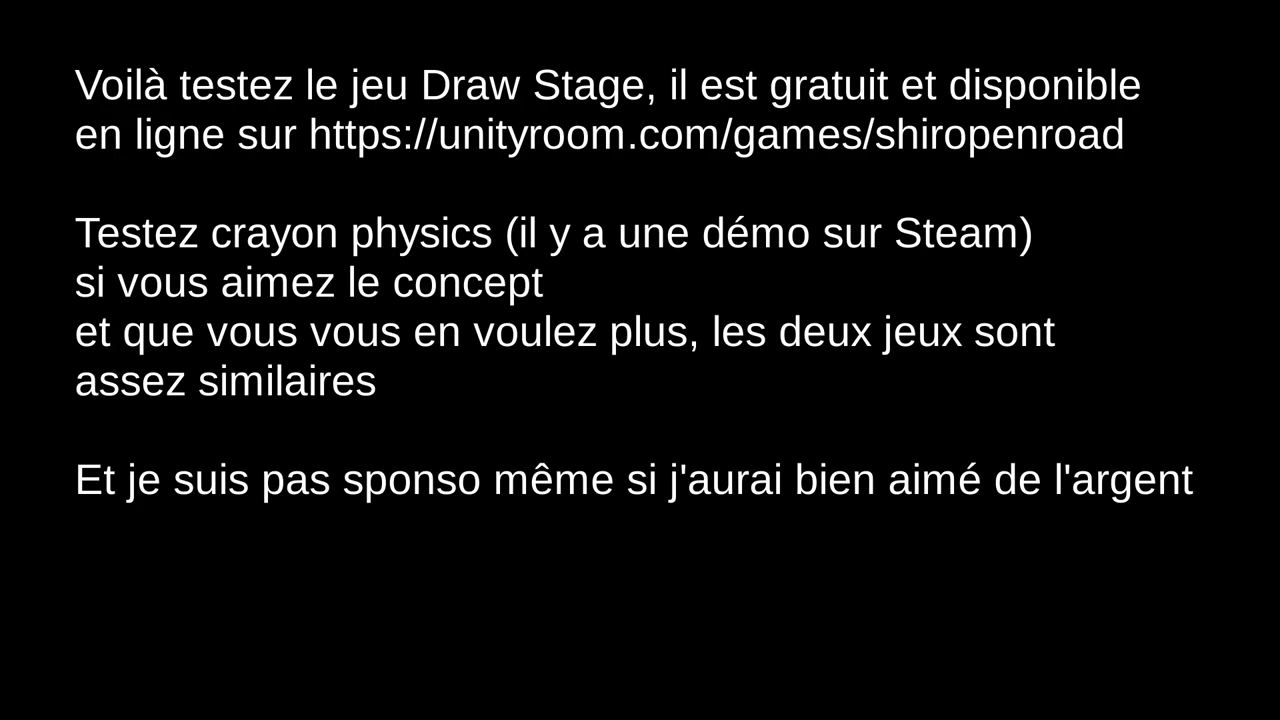 Voilà testez le jeu Draw Stage, il est gratuit et disponible
en ligne sur https://unityroom.com/games/shiropenroad
Testez crayon physics (il y a une démo sur Steam)
si vous aimez le concept
et que vous vous en voulez plus, les deux jeux sont
assez similaires
Et je suis pas sponso même si j'aurai bien aimé de l'argent